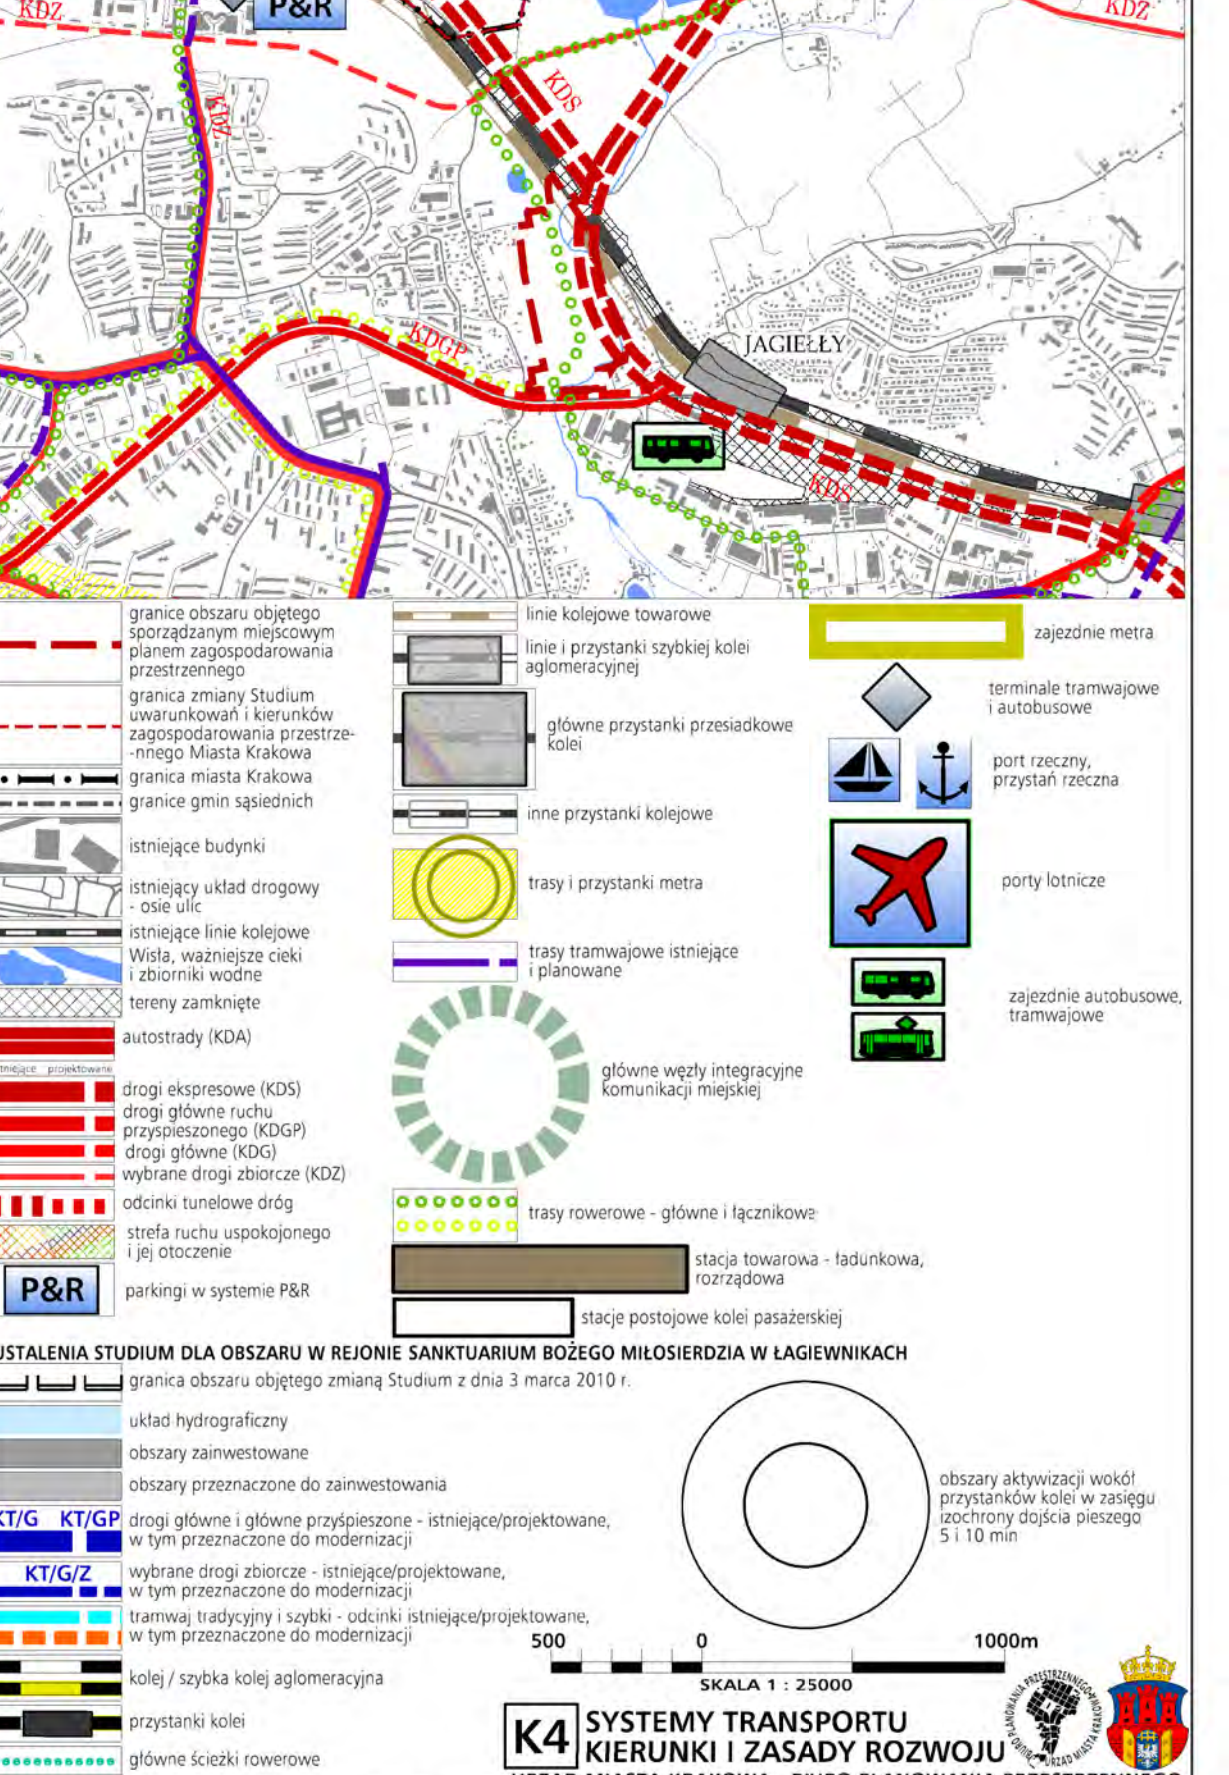 KDZ
P&R
KDZ
KDS
KDZ
KDGP
JAGIEŁŁY
KDS
granice obszaru objętego
sporządzanym miejscowym
planem zagospodarowania
przestrzennego
granica zmiany Studium
uwarunkowań i kierunków
zagospodarowania przestrze-
-nnego Miasta Krakowa
granica miasta Krakowa
granice gmin sąsiednich
istniejące budynki
istniejący układ drogowy
- osie ulic
istniejące linie kolejowe
Wisła, ważniejsze cieki
i zbiorniki wodne
tereny zamknięte
autostrady (KDA)
projektowane
drogi ekspresowe (KDS)
drogi główne ruchu
przyspieszonego (KDGP)
drogi główne (KDG)
wybrane drogi zbiorcze (KDZ)
odcinki tunelowe dróg
strefa ruchu uspokojonego
i jej otoczenie
P&R parkingi w systemie P&R
linie kolejowe towarowe
linie i przystanki szybkiej kolei
aglomeracyjnej
główne przystanki przesiadkowe
kolei
inne przystanki kolejowe
trasy i przystanki metra
trasy tramwajowe istniejące
i planowane
główne węzły integracyjne
komunikacji miejskiej
trasy rowerowe - główne i łącznikowe
stacja towarowa - ładunkowa,
rozrządowa
stacje postojowe kolei pasażerskiej
zajezdnie metra
terminale tramwajowe
i autobusowe
port rzeczny,
przystań rzeczna
porty lotnicze
zajezdnie autobusowe,
tramwajowe
USTALENIA STUDIUM DLA OBSZARU W REJONIE SANKTUARIUM BOŻEGO MIŁOSIERDZIA W ŁAGIEWNIKACH
granica obszaru objętego zmianą Studium z dnia 3 marca 2010 r.
układ hydrograficzny
obszary zainwestowane
obszary przeznaczone do zainwestowania
KT/G KT/GP drogi główne i główne przyśpieszone - istniejące/projektowane,
w tym przeznaczone do modernizacji
KT/G/Z wybrane drogi zbiorcze - istniejące/projektowane,
w tym przeznaczone do modernizacji
tramwaj tradycyjny i szybki - odcinki istniejące/projektowane,
w tym przeznaczone do modernizacji
kolej / szybka kolej aglomeracyjna
przystanki kolei
główne ścieżki rowerowe
obszary aktywizacji wokół
przystanków kolei w zasięgu
izochrony dojścia pieszego
5 i 10 min
500 0 1000m
SKALA 1 : 25000
K4 SYSTEMY TRANSPORTU
KIERUNKI I ZASADY ROZWOJU
URZĄD MIASTA KRAKOWA - BIURO PLANOWANIA PRZESTRZENNEGO